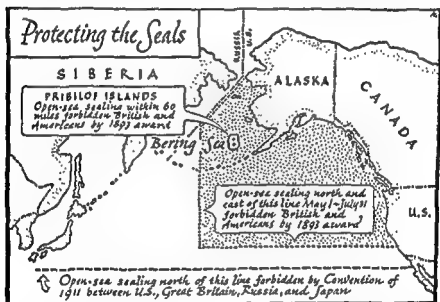 Protecting the Seals
SIBERIA
RUSSIA
U.S.
ALASKA
CANADA
PRIBILOF ISLANDS
Open-sea sealing within 60
miles forbidden British and
Americans by 1893 award
Bering Sea
Open-sea sealing north and
east of this line May 1-July 31
forbidden British and
Americans by 1893 award
U.S.
Open-sea sealing north of this line forbidden by Convention of
1911 between U.S., Great Britain, Russia, and Japan